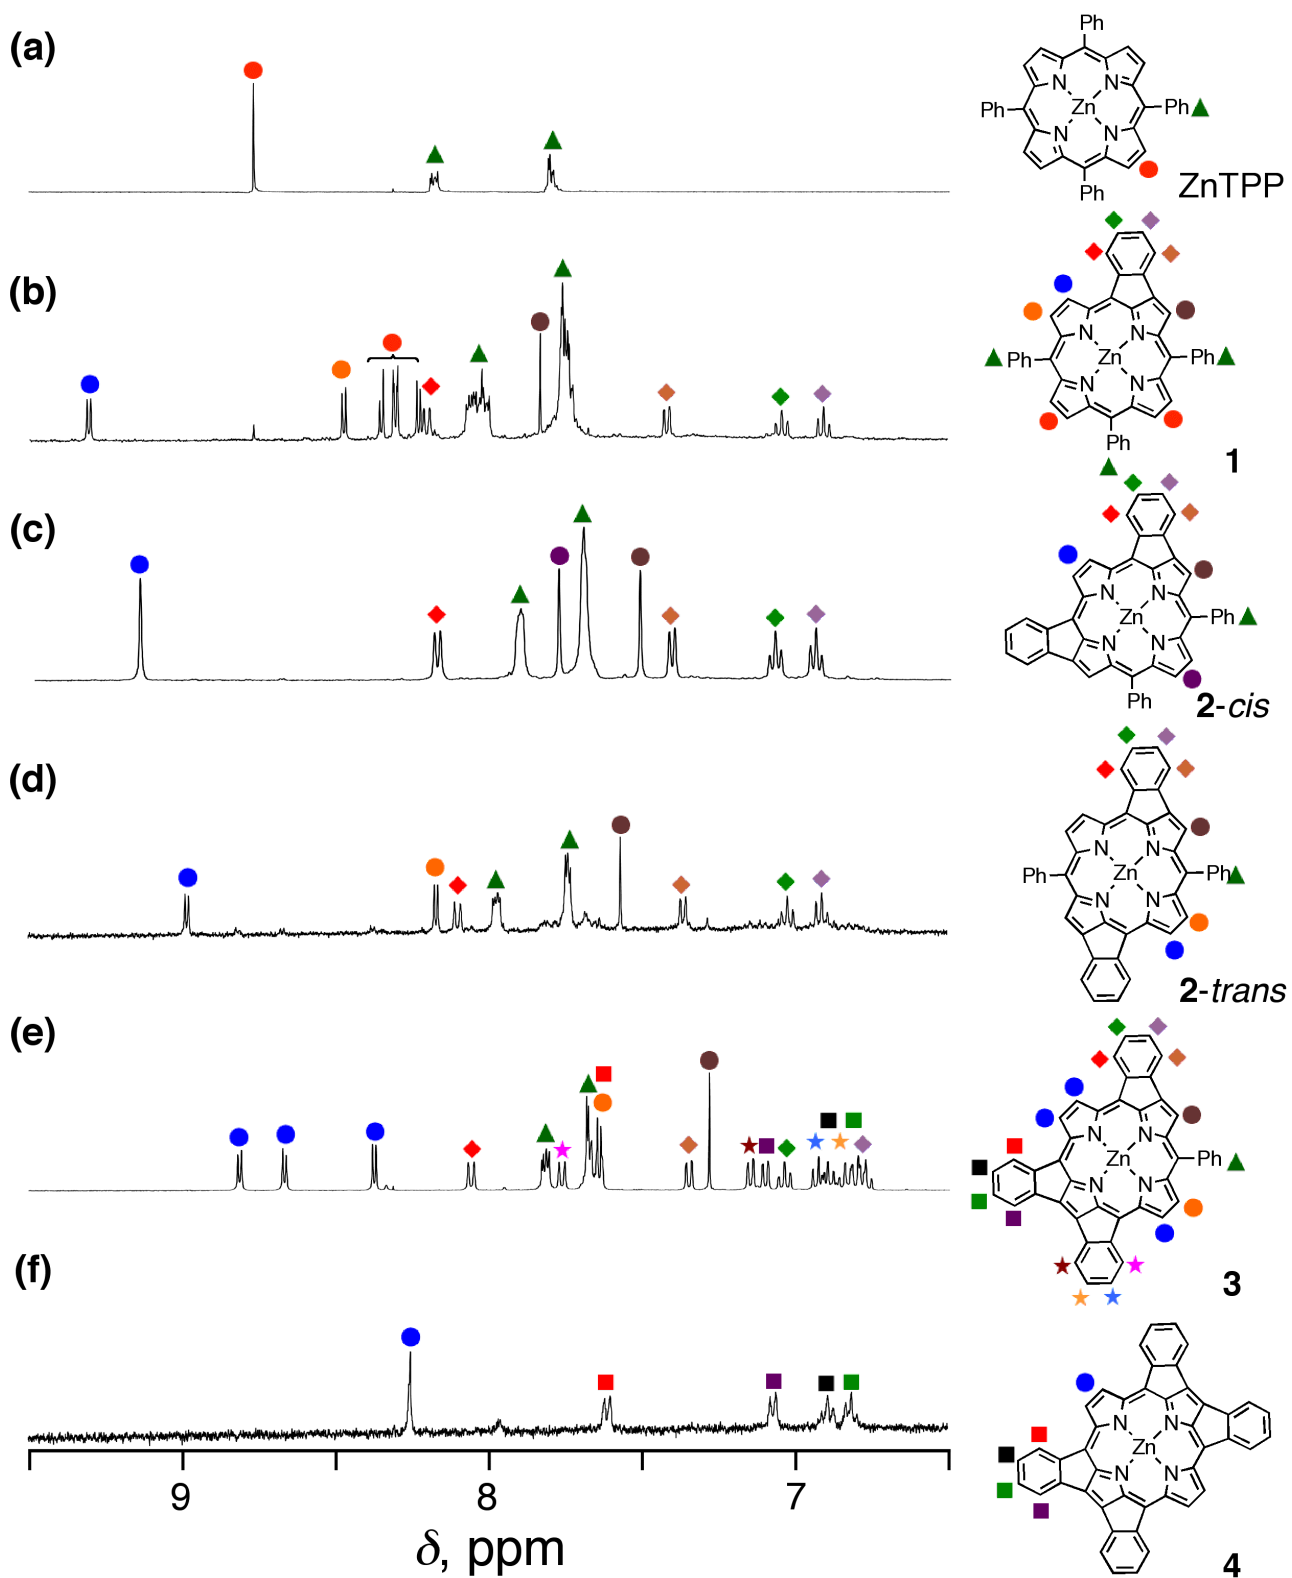 (a)
Ph
N N
Ph Zn Ph
N N
Ph
ZnTPP
(b)
N N
Ph Zn Ph
N N
Ph
1
(c)
N N
Zn Ph
N N
Ph
2-cis
(d)
N N
Ph Zn Ph
N N
2-trans
(e)
N N
Zn Ph
N N
3
(f)
N N
Zn
N N
4
9 8 7
δ, ppm